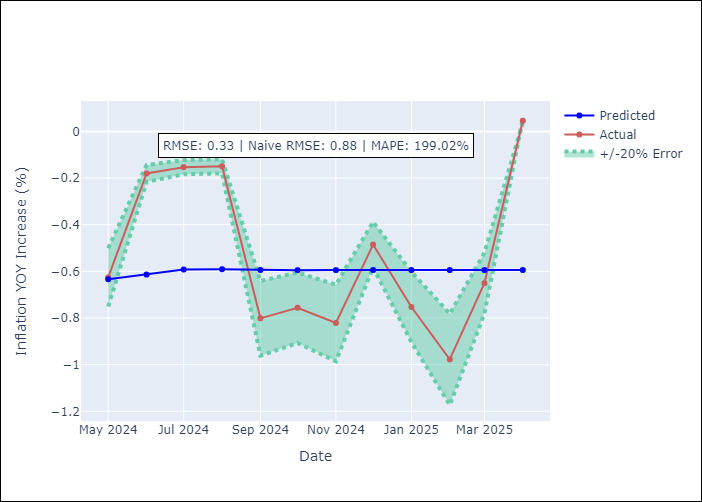 Predicted
Actual
+/-20% Error
RMSE: 0.33 | Naive RMSE: 0.88 | MAPE: 199.02%
0
−0.2
−0.4
−0.6
−0.8
−1
−1.2
Inflation YOY Increase (%)
May 2024
Jul 2024
Sep 2024
Nov 2024
Jan 2025
Mar 2025
Date